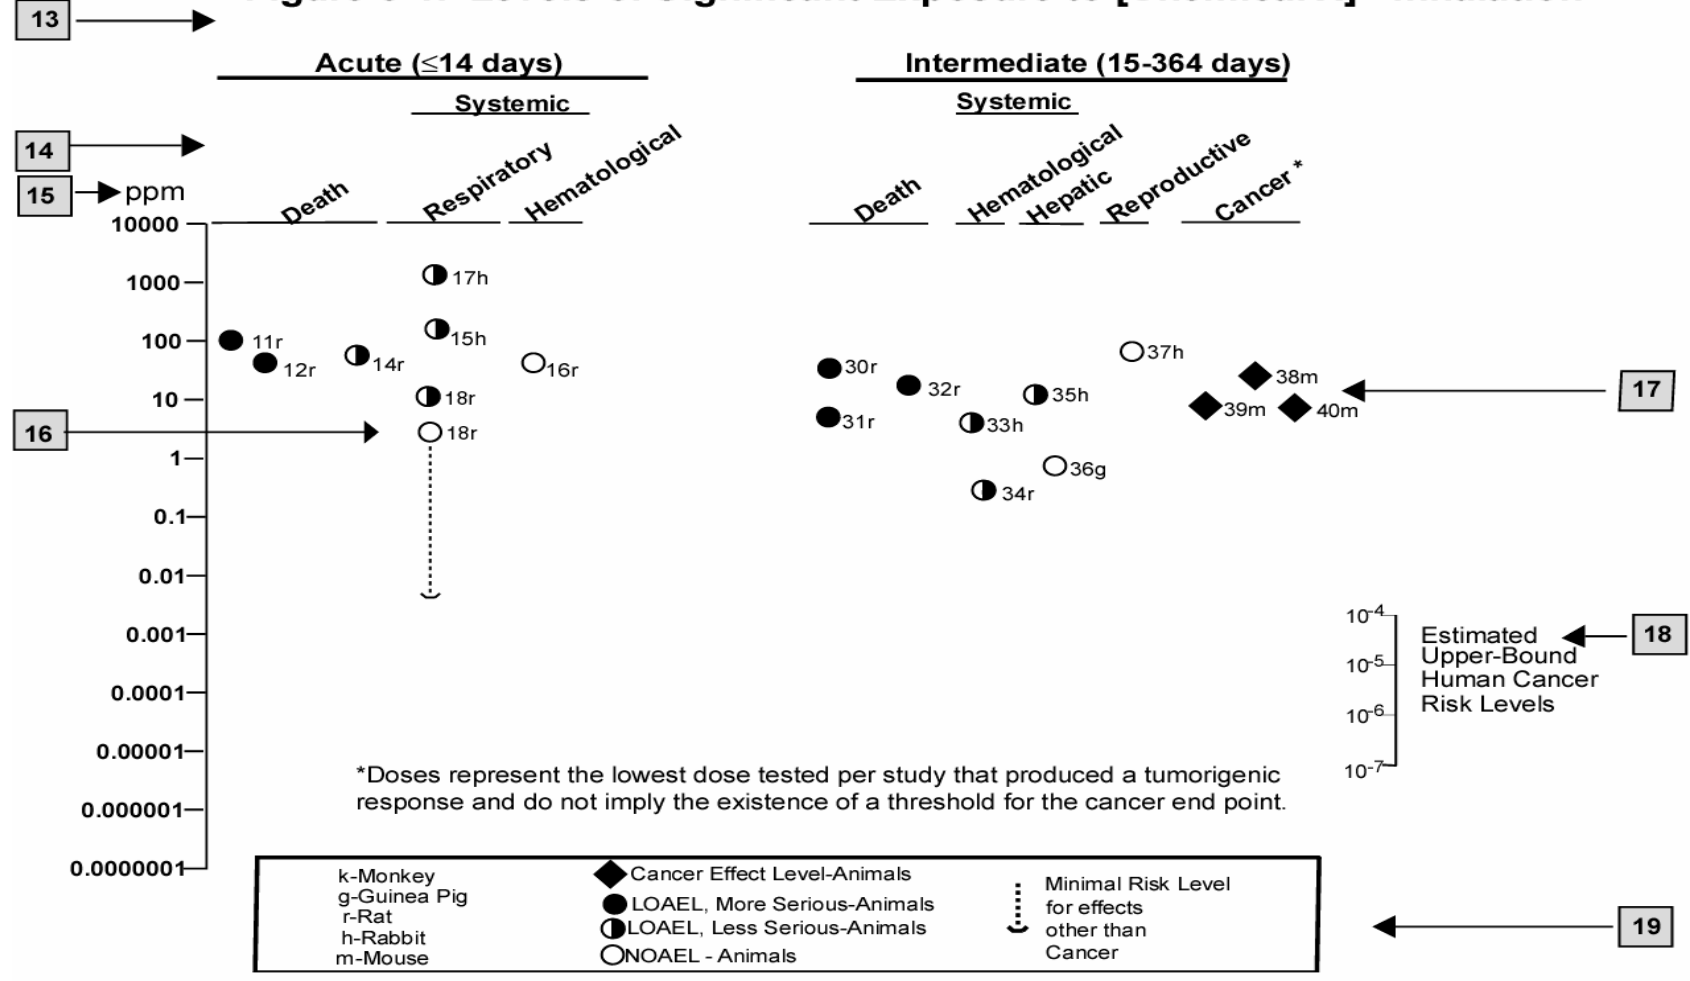 13
Acute (≤14 days)
Intermediate (15-364 days)
Systemic
Systemic
14
15
ppm
Death
Respiratory
Hematological
Death
Hematological
Hepatic
Reproductive
Cancer *
10000
1000
100
10
1
0.1
0.01
0.001
0.0001
0.00001
0.000001
0.0000001
17h
11r
12r
14r
15h
18r
18r
16r
16
30r
31r
32r
33h
34r
35h
36g
37h
38m
39m
40m
17
10-4
10-5
10-6
10-7
Estimated
Upper-Bound
Human Cancer
Risk Levels
18
*Doses represent the lowest dose tested per study that produced a tumorigenic
response and do not imply the existence of a threshold for the cancer end point.
k-Monkey
g-Guinea Pig
r-Rat
h-Rabbit
m-Mouse
Cancer Effect Level-Animals
LOAEL, More Serious-Animals
LOAEL, Less Serious-Animals
NOAEL - Animals
Minimal Risk Level
for effects
other than
Cancer
19